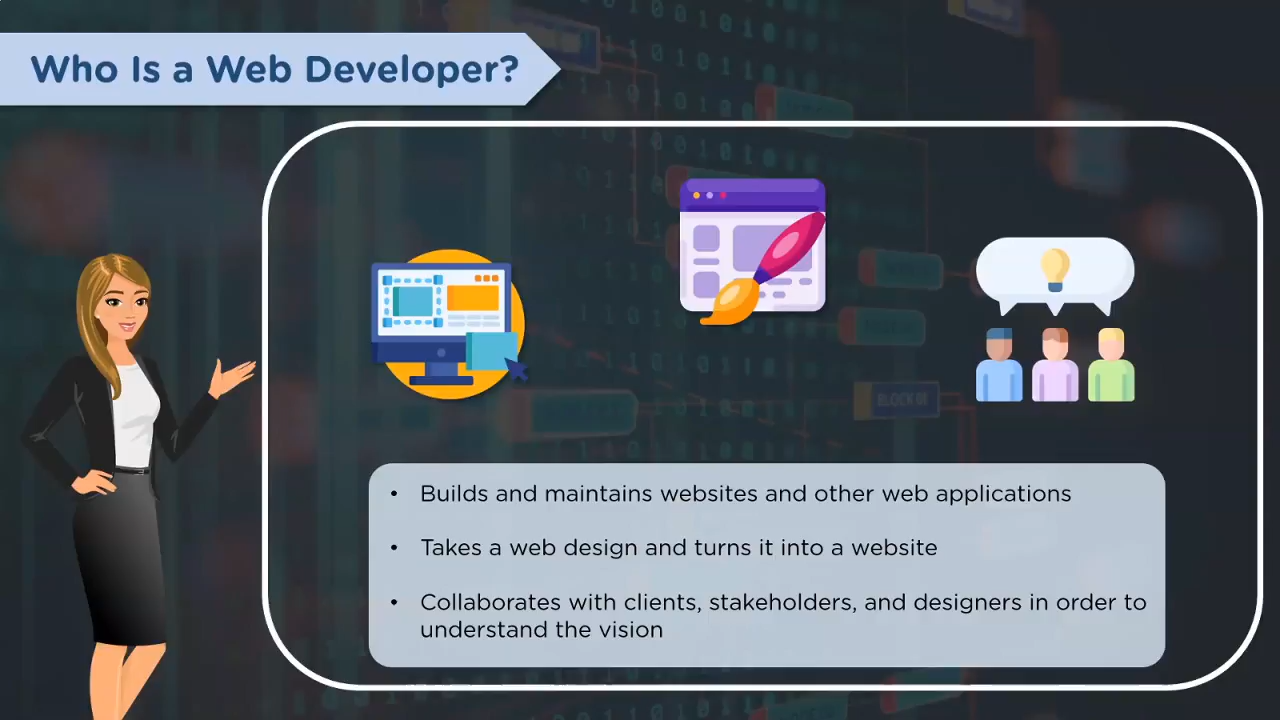 Who Is a Web Developer?
BLOCK
• Builds and maintains websites and other web applications
• Takes a web design and turns it into a website
• Collaborates with clients, stakeholders, and designers in order to
understand the vision